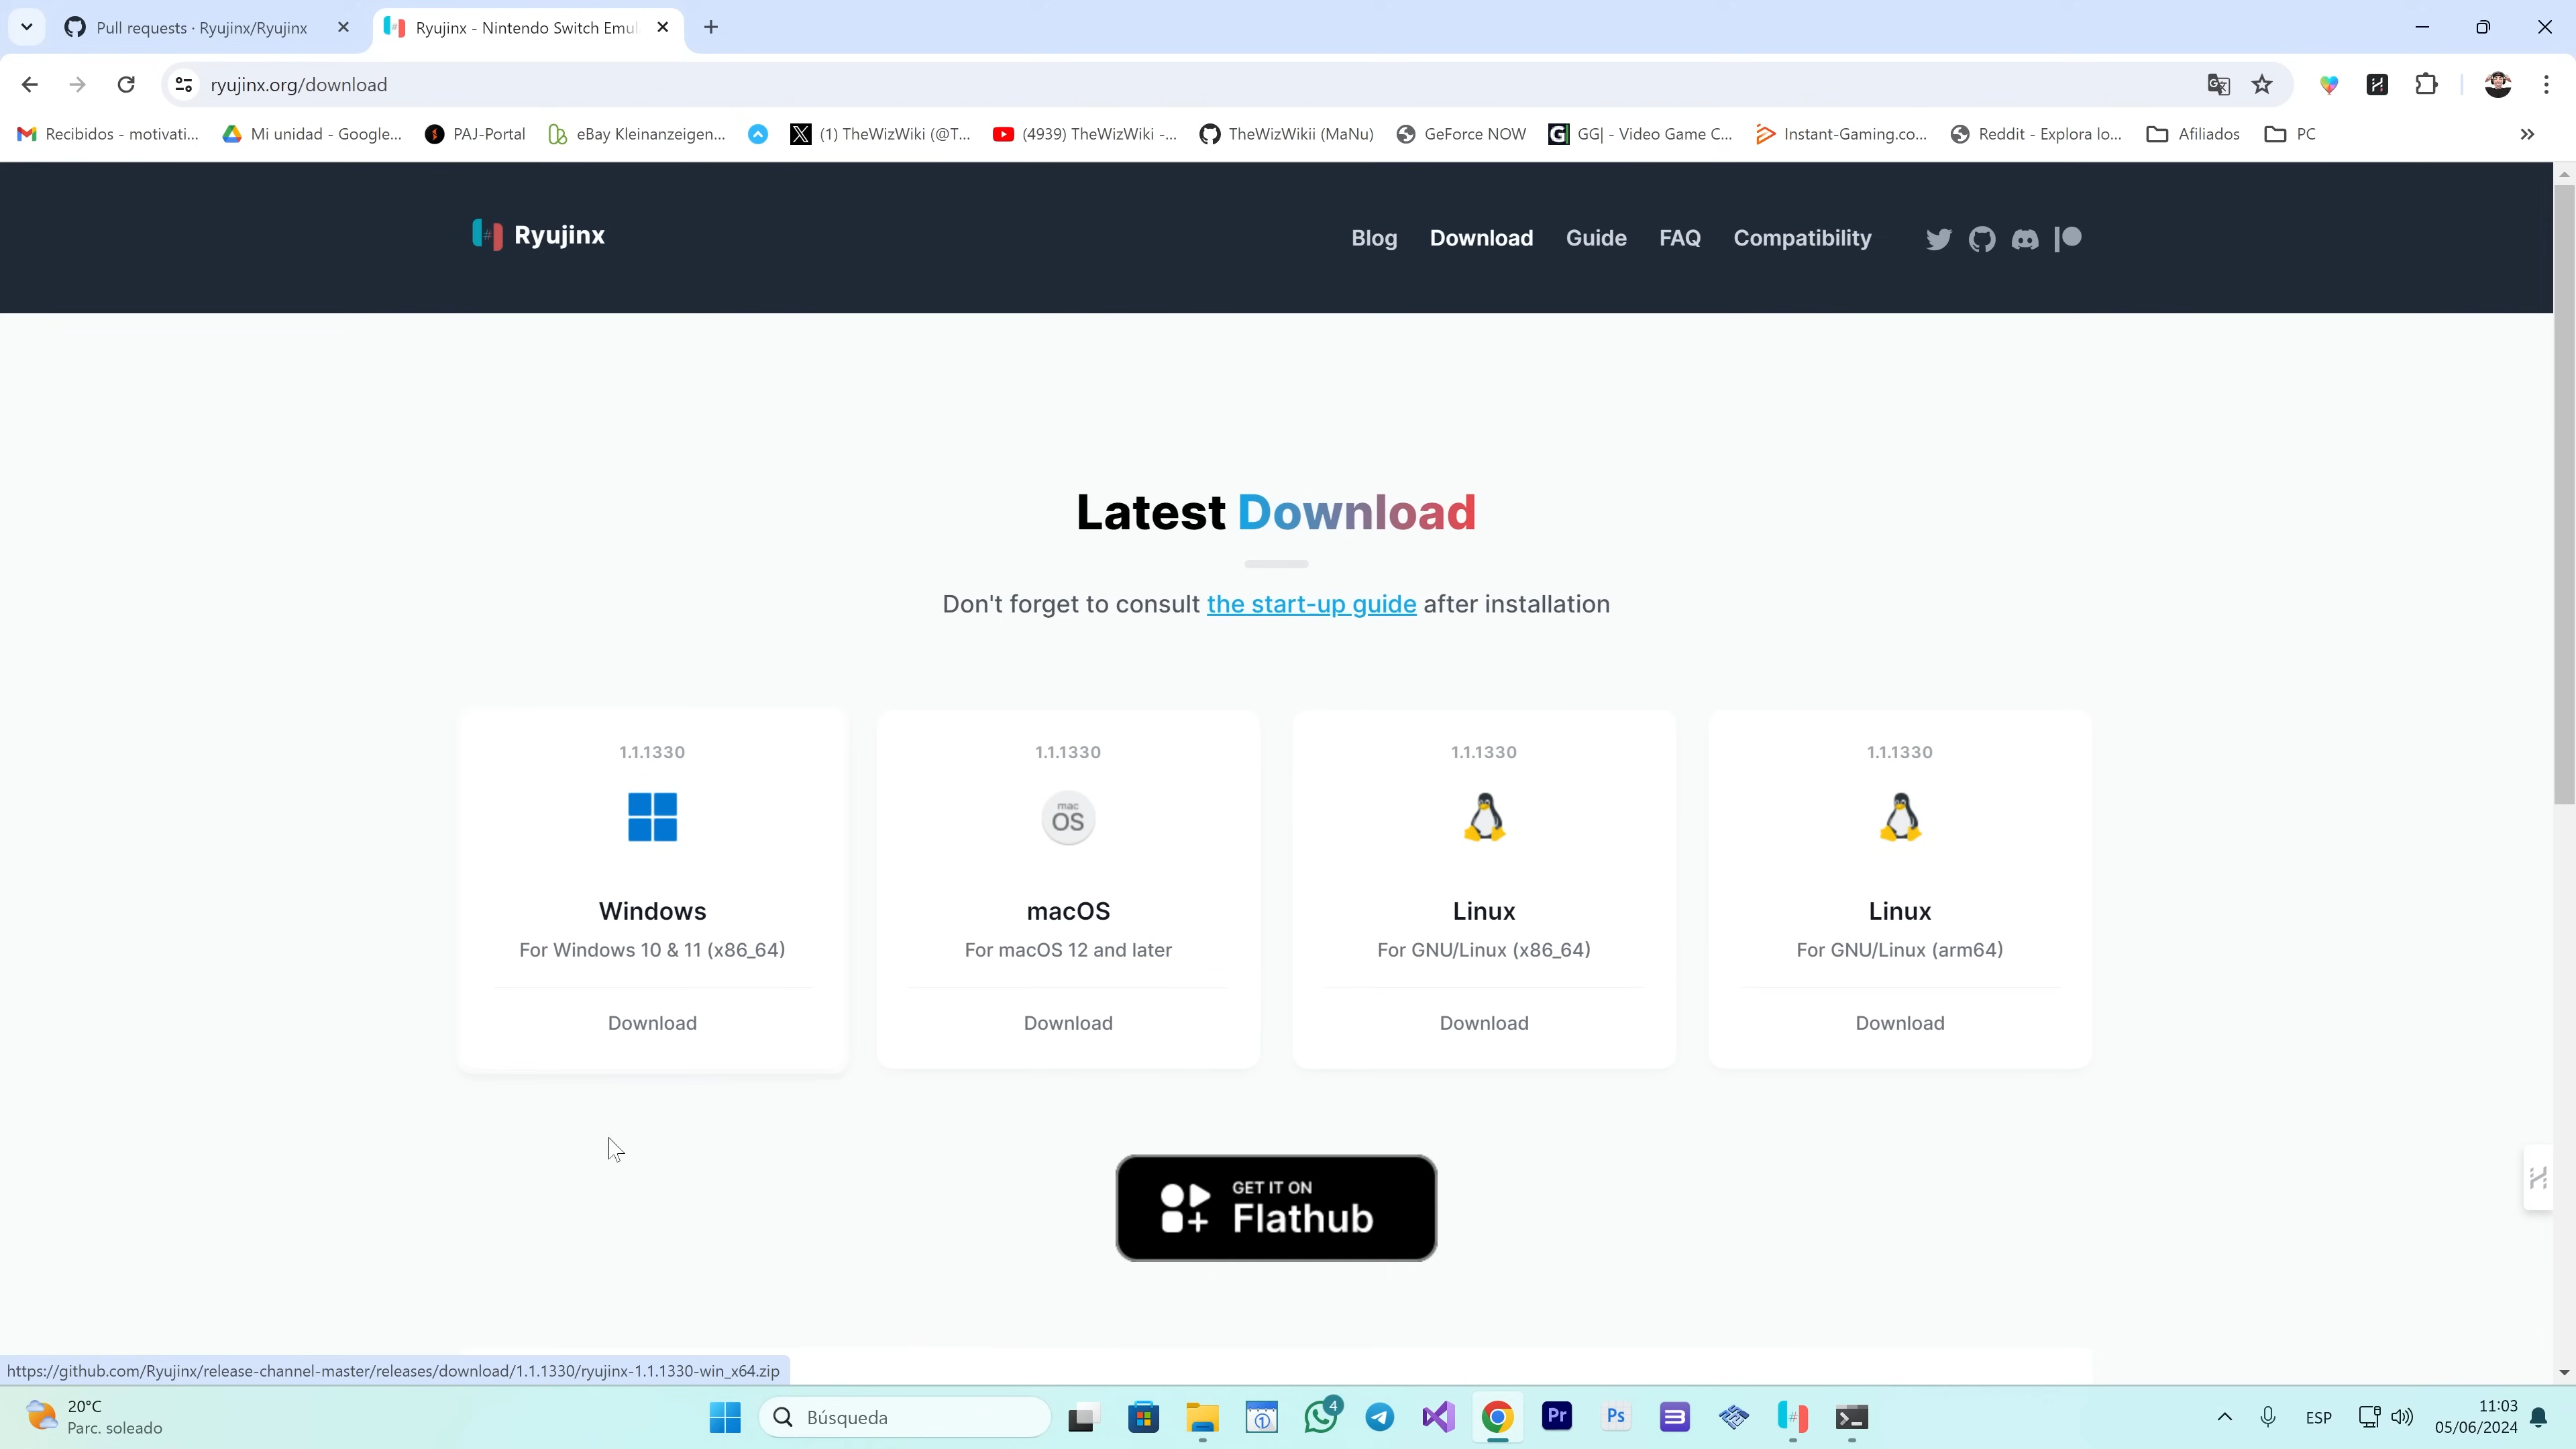 Pull requests · Ryujinx/Ryujinx
Ryujinx - Nintendo Switch Emul
ryujinx.org/download
Recibidos - motivati...
Mi unidad - Google...
PAJ-Portal
eBay Kleinanzeigen...
(1) TheWizWiki (@T...
(4939) TheWizWiki -...
TheWizWikii (MaNu)
GeForce NOW
GG| - Video Game C...
Instant-Gaming.co...
Reddit - Explora lo...
Afiliados
PC
Ryujinx
Blog
Download
Guide
FAQ
Compatibility
Latest Download
Don't forget to consult the start-up guide after installation
1.1.1330
Windows
For Windows 10 & 11 (x86_64)
Download
1.1.1330
mac
OS
macOS
For macOS 12 and later
Download
1.1.1330
Linux
For GNU/Linux (x86_64)
Download
1.1.1330
Linux
For GNU/Linux (arm64)
Download
GET IT ON
Flathub
https://github.com/Ryujinx/release-channel-master/releases/download/1.1.1330/ryujinx-1.1.1330-win_x64.zip
20°C
Parc. soleado
Búsqueda
4
Pr
Ps
ESP
11:03
05/06/2024